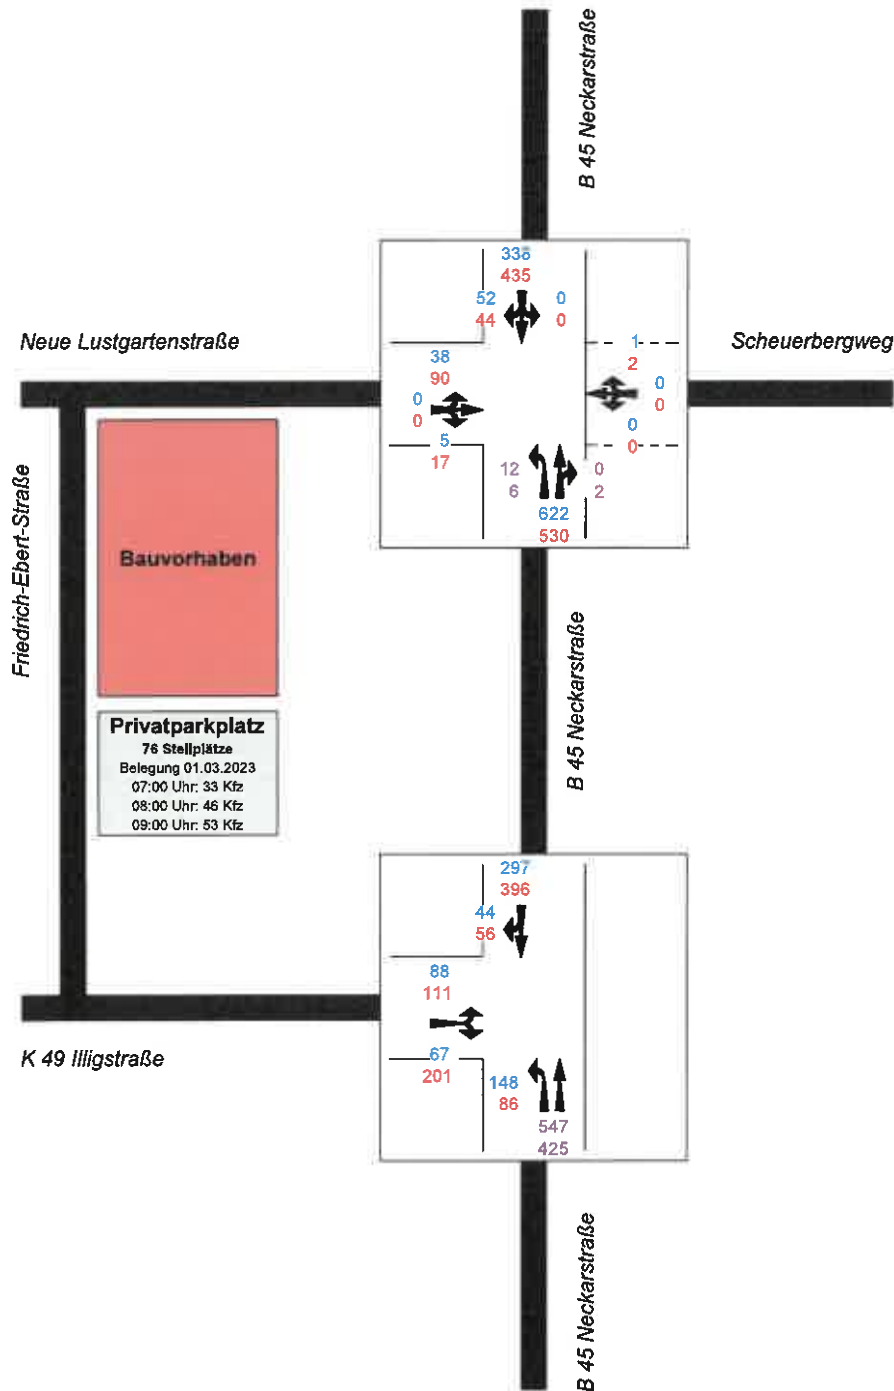 B 45 Neckarstraße
338
435
52
44
0
0
Neue Lustgartenstraße
Scheuerbergweg
1
2
38
90
0
0
0
0
0
0
5
17
12
6
0
2
622
530
Friedrich-Ebert-Straße
Bauvorhaben
B 45 Neckarstraße
Privatparkplatz
76 Stellplätze
Belegung 01.03.2023
07:00 Uhr: 33 Kfz
08:00 Uhr: 46 Kfz
09:00 Uhr: 53 Kfz
297
396
44
56
88
111
K 49 Illigstraße
67
201
148
86
547
425
B 45 Neckarstraße